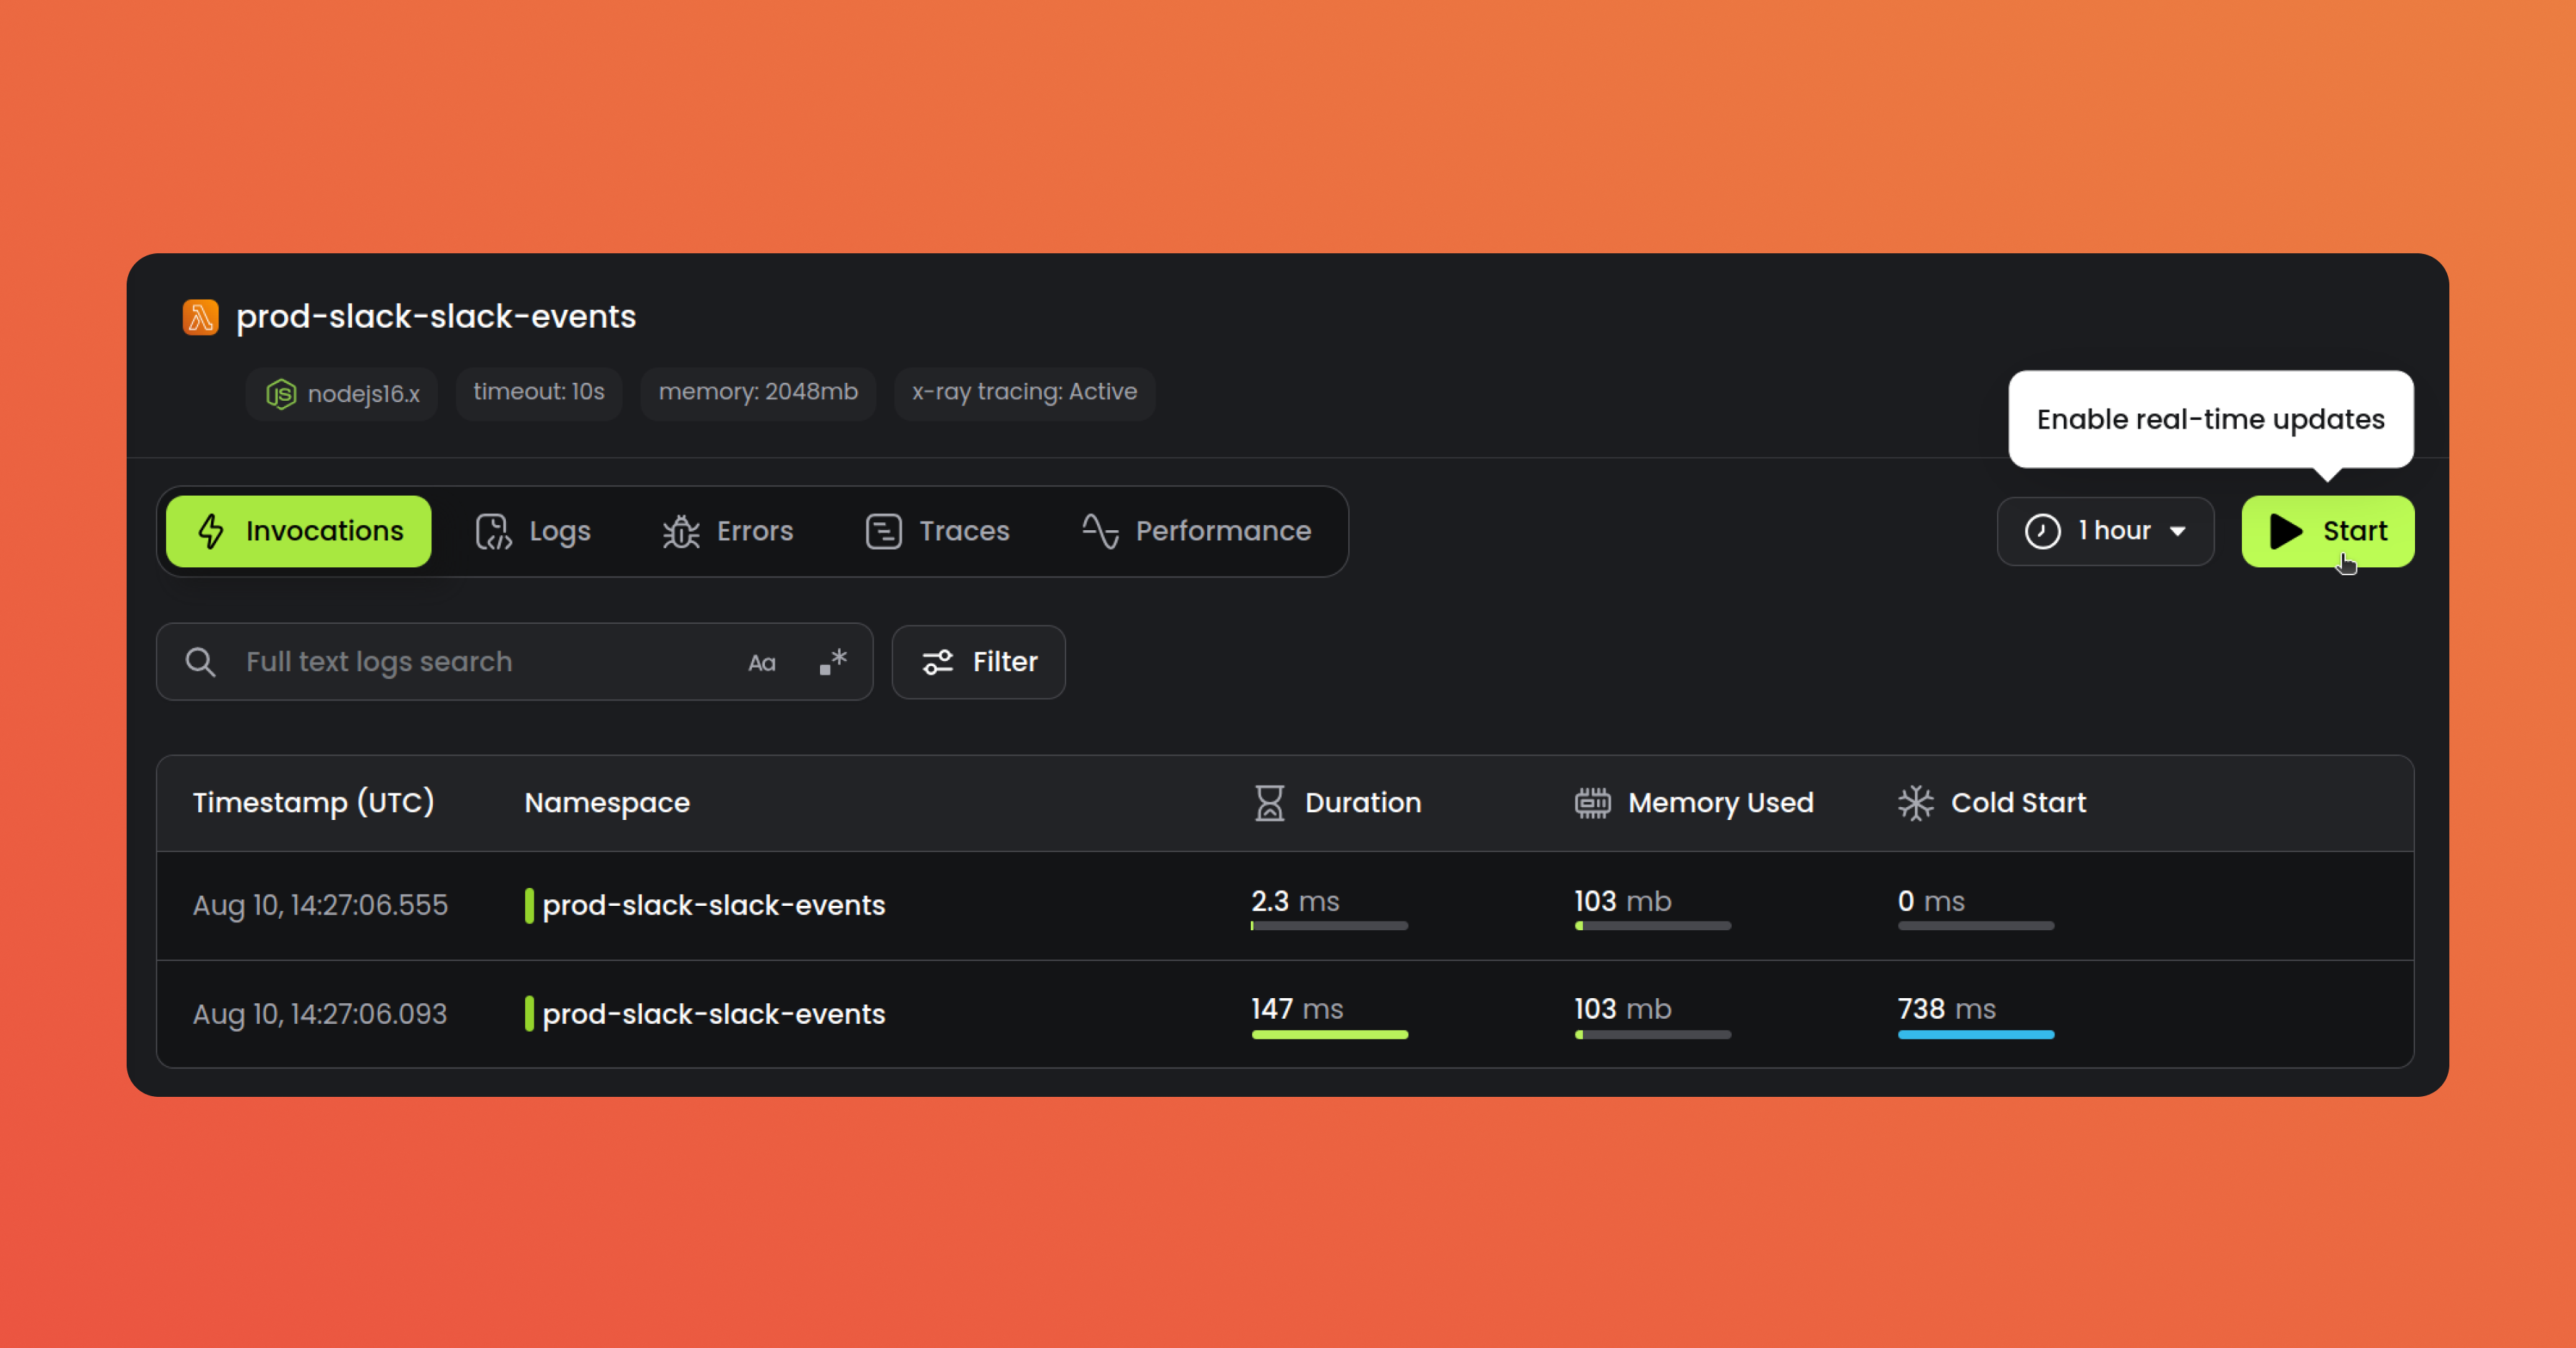 prod-slack-slack-events
JS nodejs16.x timeout: 10s memory: 2048mb x-ray tracing: Active
Enable real-time updates
Invocations Logs Errors Traces Performance 1 hour Start
Full text logs search Aa .* Filter
Timestamp (UTC) Namespace Duration Memory Used Cold Start
Aug 10, 14:27:06.555 prod-slack-slack-events 2.3 ms 103 mb 0 ms
Aug 10, 14:27:06.093 prod-slack-slack-events 147 ms 103 mb 738 ms